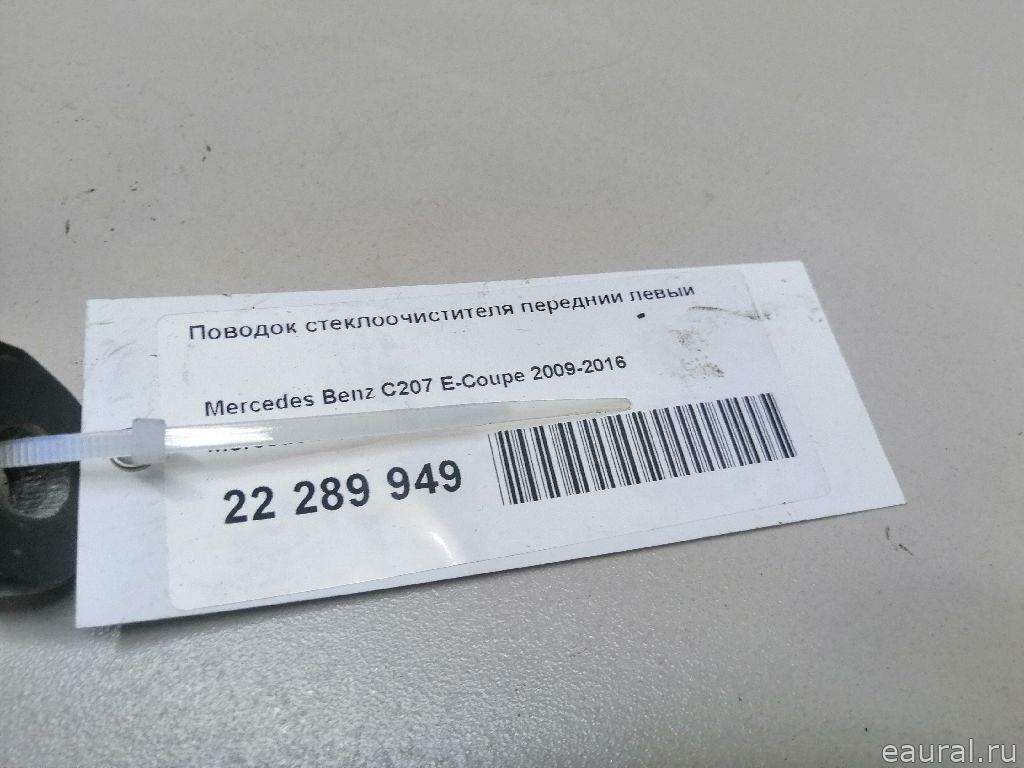 Поводок стеклоочистителя передний левый
Mercedes Benz C207 E-Coupe 2009-2016
22 289 949
eaural.ru